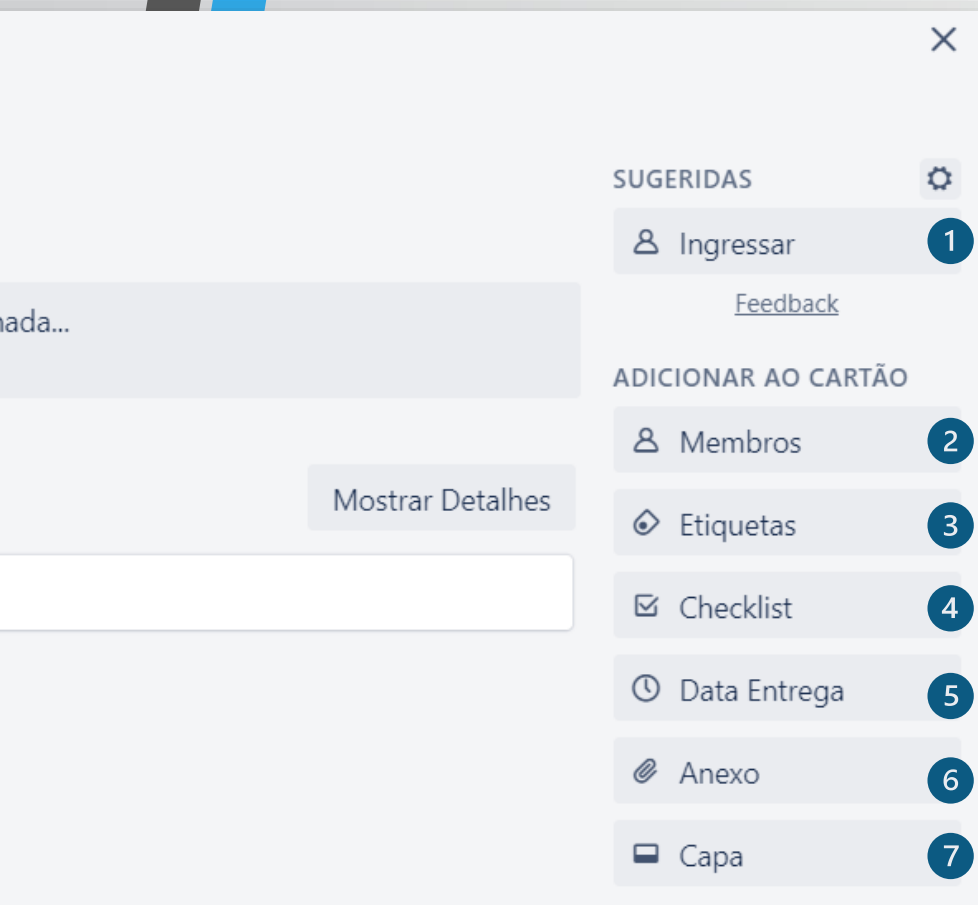 SUGERIDAS
Ingressar 1
Feedback
nada...
ADICIONAR AO CARTÃO
Membros 2
Mostrar Detalhes
Etiquetas 3
Checklist 4
Data Entrega 5
Anexo 6
Capa 7